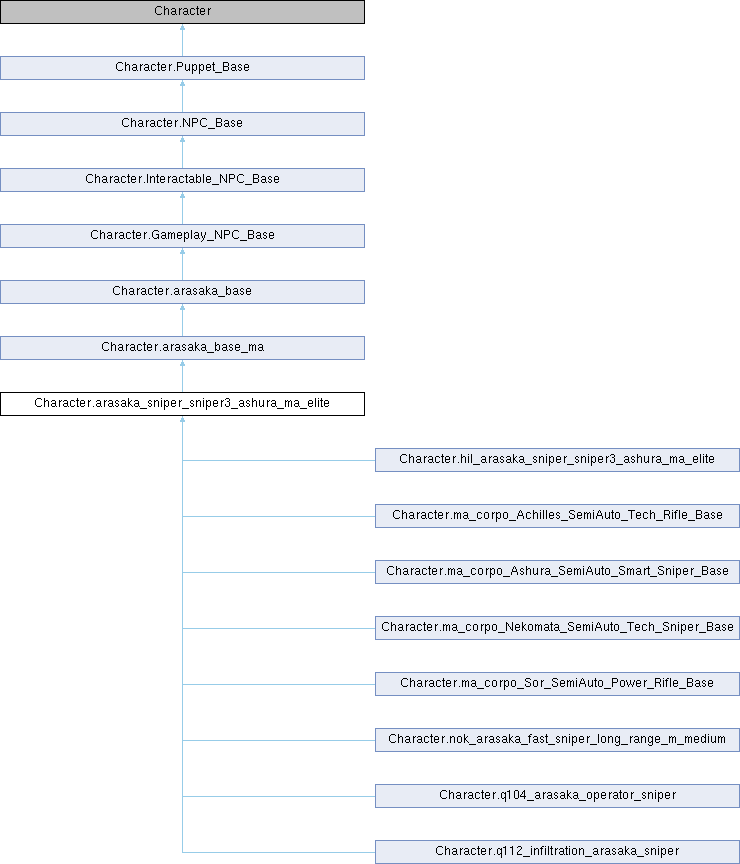 Character
Character.Puppet_Base
Character.NPC_Base
Character.Interactable_NPC_Base
Character.Gameplay_NPC_Base
Character.arasaka_base
Character.arasaka_base_ma
Character.arasaka_sniper_sniper3_ashura_ma_elite
Character.hil_arasaka_sniper_sniper3_ashura_ma_elite
Character.ma_corpo_Achilles_SemiAuto_Tech_Rifle_Base
Character.ma_corpo_Ashura_SemiAuto_Smart_Sniper_Base
Character.ma_corpo_Nekomata_SemiAuto_Tech_Sniper_Base
Character.ma_corpo_Sor_SemiAuto_Power_Rifle_Base
Character.nok_arasaka_fast_sniper_long_range_m_medium
Character.q104_arasaka_operator_sniper
Character.q112_infiltration_arasaka_sniper